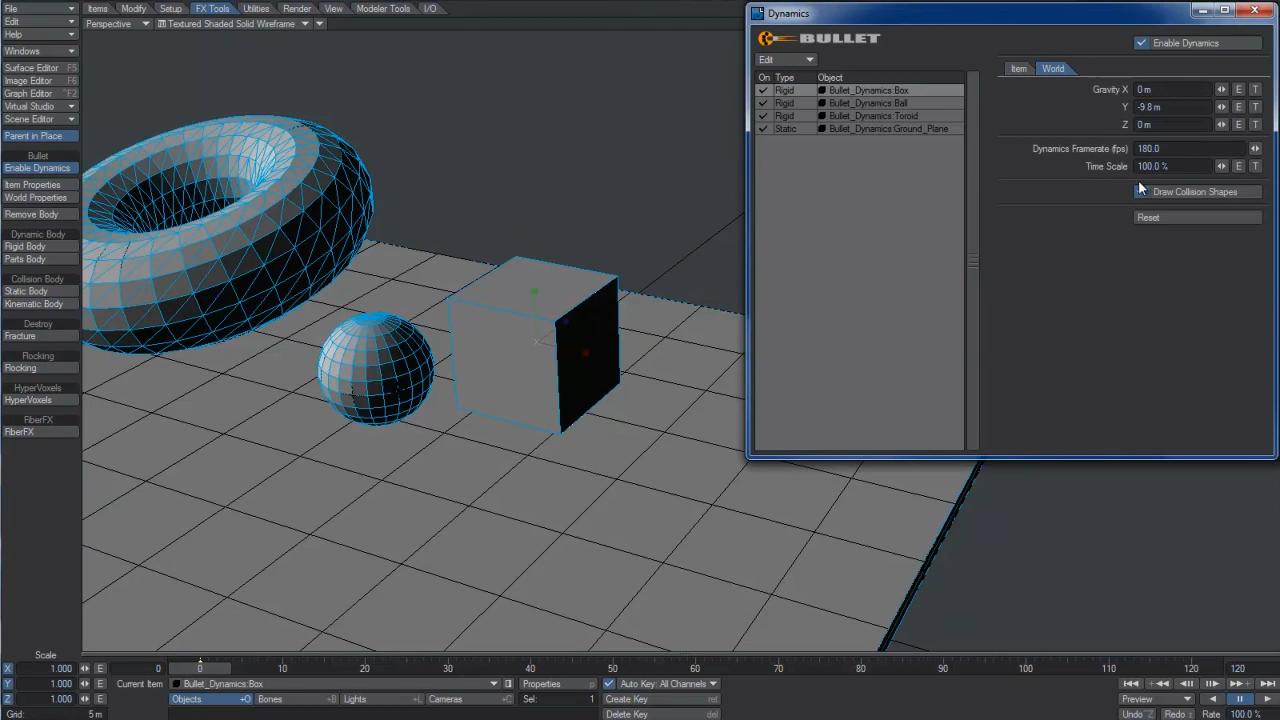 File
Items
Modify
Setup
FX Tools
Utilities
Render
View
Modeler Tools
I/O
Edit
Perspective
Textured Shaded Solid Wireframe
Help
Windows
Surface Editor F5
Image Editor F6
Graph Editor ^F2
Virtual Studio
Scene Editor
Parent in Place
Bullet
Enable Dynamics
Item Properties
World Properties
Remove Body
Dynamic Body
Rigid Body
Parts Body
Collision Body
Static Body
Kinematic Body
Destroy
Fracture
Flocking
Flocking
HyperVoxels
HyperVoxels
FiberFX
FiberFX
Dynamics
BULLET
Enable Dynamics
Edit
Item
World
On Type Object
Rigid Bullet_Dynamics:Box
Rigid Bullet_Dynamics:Ball
Rigid Bullet_Dynamics:Toroid
Static Bullet_Dynamics:Ground_Plane
Gravity X 0 m E T
Y -9.8 m E T
Z 0 m E T
Dynamics Framerate (fps) 180.0
Time Scale 100.0 % E T
Draw Collision Shapes
Reset
Scale
X 1.000 E 0 0 10 20 30 40 50 60 70 80 90 100 110 120 120
Y 1.000 E Current Item Bullet_Dynamics:Box Properties p Auto Key: All Channels
Z 1.000 E Objects +O Bones +B Lights +L Cameras +C Sel: 1 Create Key ret Preview
Grid: 5 m Delete Key del Undo Redo Rate 100.0 %